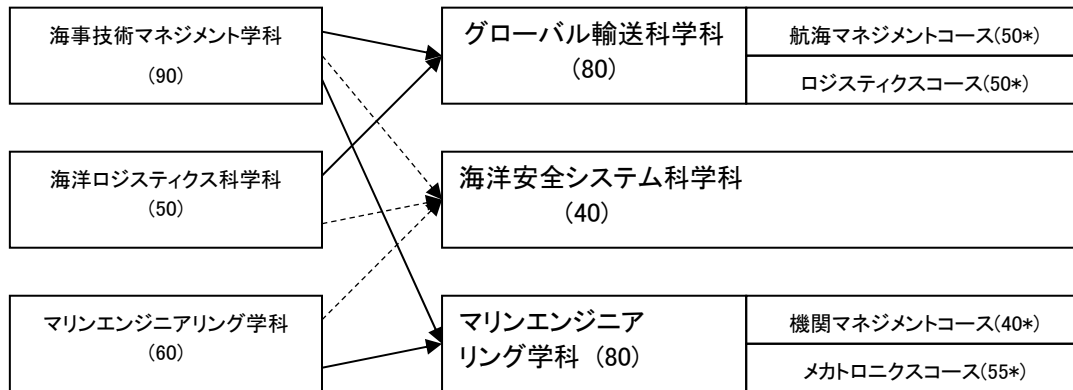 海事技術マネジメント学科
(90)
海洋ロジスティクス科学科
(50)
マリンエンジニアリング学科
(60)
グローバル輸送科学科
(80)
航海マネジメントコース(50*)
ロジスティクスコース(50*)
海洋安全システム科学科
(40)
マリンエンジニア
リング学科 (80)
機関マネジメントコース(40*)
メカトロニクスコース(55*)